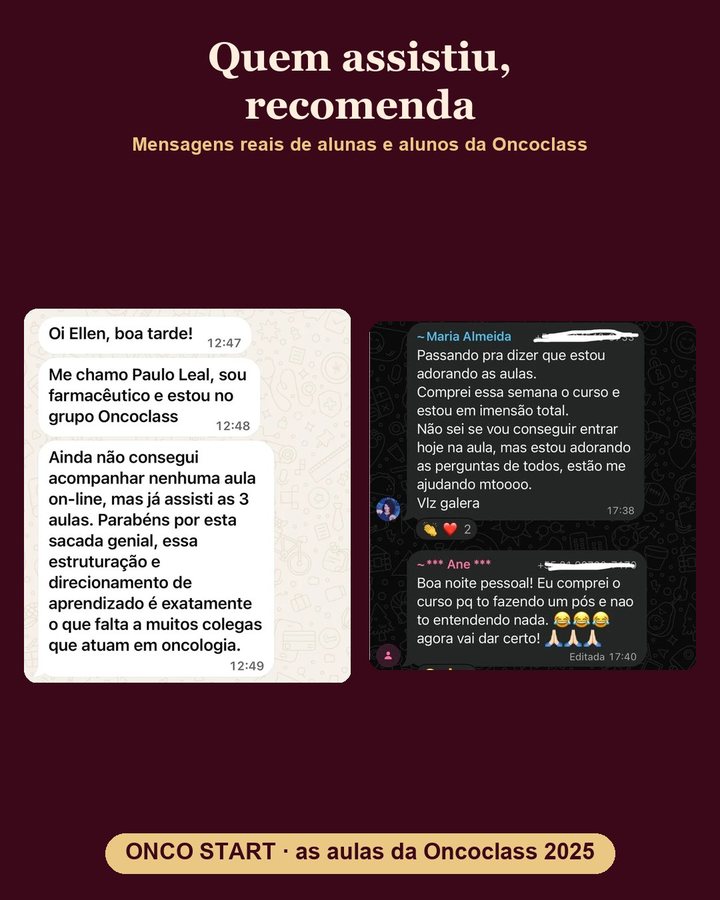 Quem assistiu,
recomenda
Mensagens reais de alunas e alunos da Oncoclass
Oi Ellen, boa tarde!
12:47
Me chamo Paulo Leal, sou
farmacêutico e estou no
grupo Oncoclass
12:48
Ainda não consegui
acompanhar nenhuma aula
on-line, mas já assisti as 3
aulas. Parabéns por esta
sacada genial, essa
estruturação e
direcionamento de
aprendizado é exatamente
o que falta a muitos colegas
que atuam em oncologia.
12:49
~Maria Almeida
Passando pra dizer que estou
adorando as aulas.
Comprei essa semana o curso e
estou em imensão total.
Não sei se vou conseguir entrar
hoje na aula, mas estou adorando
as perguntas de todos, estão me
ajudando mtoooo.
Vlz galera
17:38
👏 ❤️ 2
~*** Ane ***
Boa noite pessoal! Eu comprei o
curso pq to fazendo um pós e nao
to entendendo nada. 😂😂😂
agora vai dar certo! 🙏🏻🙏🏻🙏🏻
Editada 17:40
ONCO START · as aulas da Oncoclass 2025